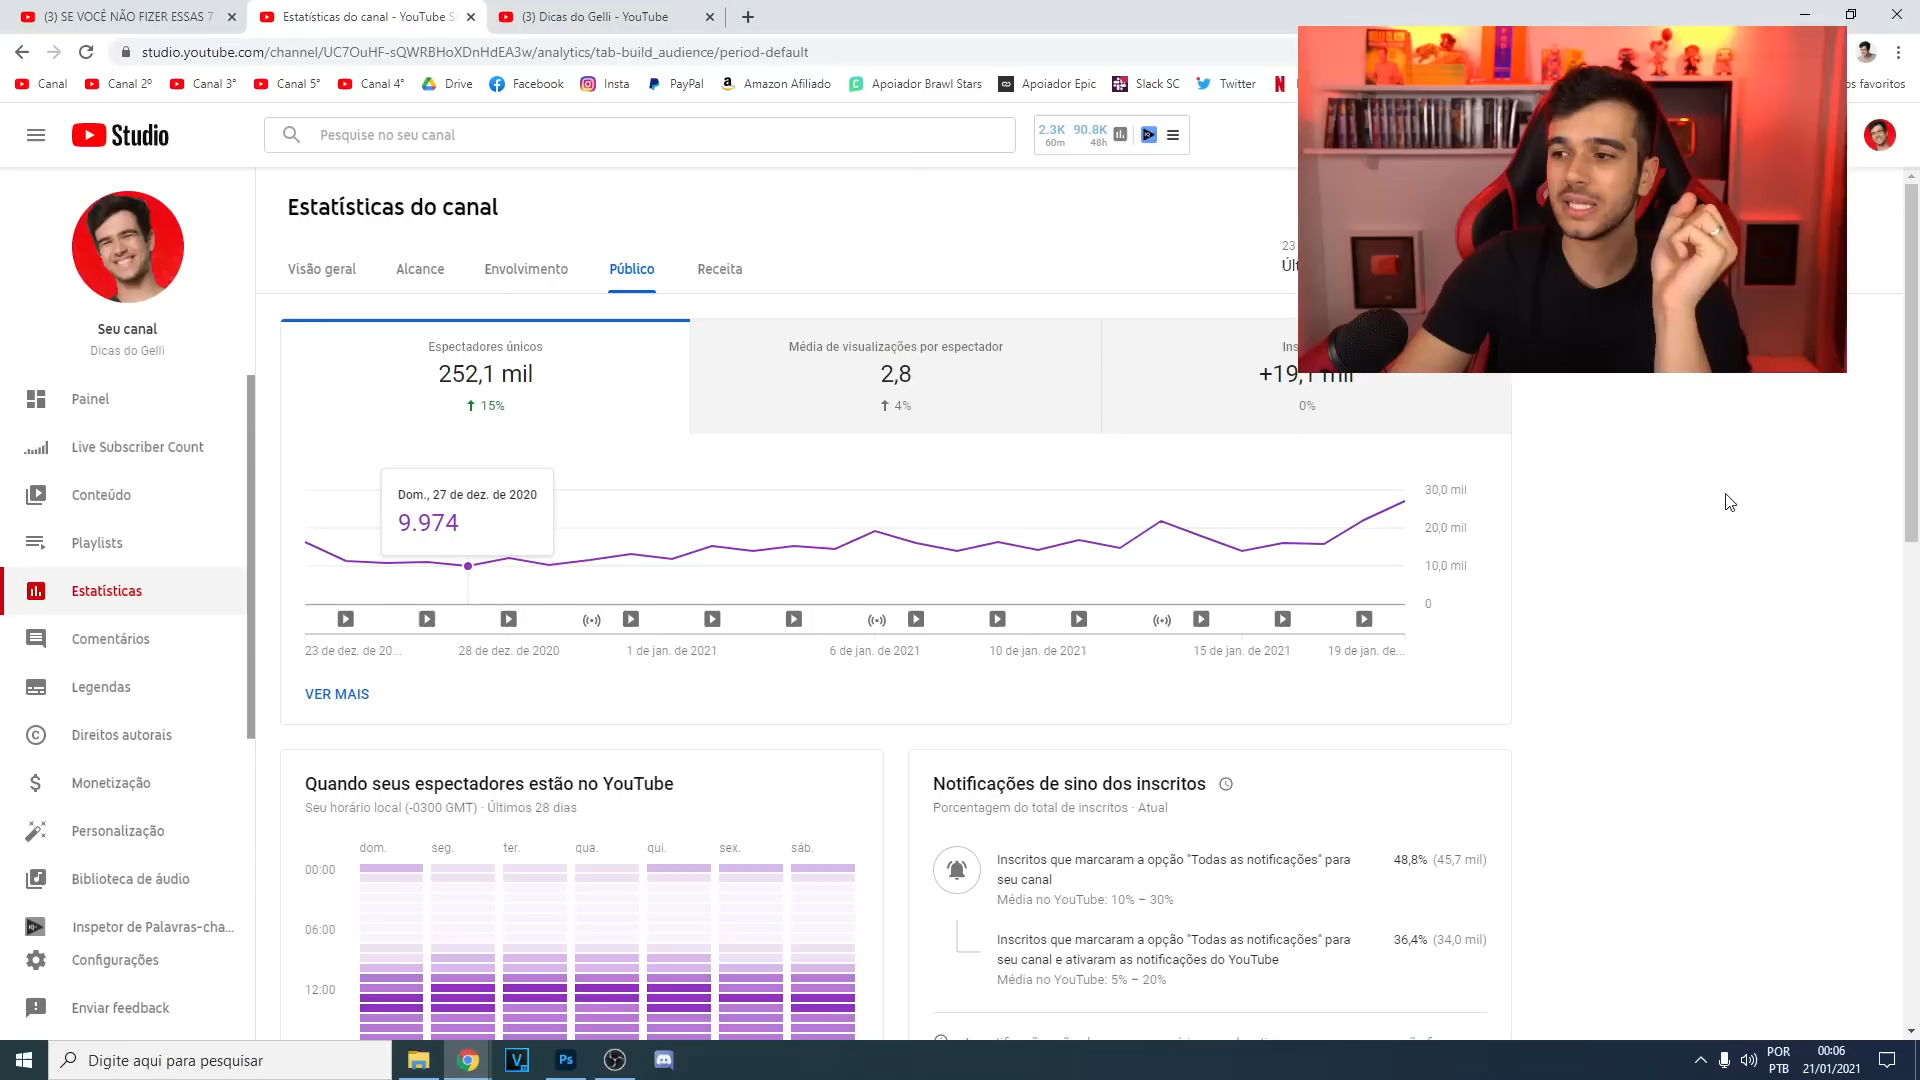 (3) SE VOCÊ NÃO FIZER ESSAS 7
Estatísticas do canal - YouTube S
(3) Dicas do Gelli - YouTube
studio.youtube.com/channel/UC7OuHF-sQWRBHoXDnHdEA3w/analytics/tab-build_audience/period-default
Canal
Canal 2º
Canal 3°
Canal 5°
Canal 4°
Drive
Facebook
Insta
PayPal
Amazon Afiliado
Apoiador Brawl Stars
Apoiador Epic
Slack SC
Twitter
os favoritos
Studio
Pesquise no seu canal
2.3K 90.8K
60m 48h
Seu canal
Dicas do Gelli
Painel
Live Subscriber Count
Conteúdo
Playlists
Estatísticas
Comentários
Legendas
Direitos autorais
Monetização
Personalização
Biblioteca de áudio
Inspetor de Palavras-cha...
Configurações
Enviar feedback
Estatísticas do canal
Visão geral
Alcance
Envolvimento
Público
Receita
23
Últ
Espectadores únicos
252,1 mil
15%
Média de visualizações por espectador
2,8
4%
Ins
+19,1 mil
0%
Dom., 27 de dez. de 2020
9.974
30,0 mil
20,0 mil
10,0 mil
0
23 de dez. de 20...
28 de dez. de 2020
1 de jan. de 2021
6 de jan. de 2021
10 de jan. de 2021
15 de jan. de 2021
19 de jan. de...
VER MAIS
Quando seus espectadores estão no YouTube
Seu horário local (-0300 GMT) · Últimos 28 dias
dom. seg. ter. qua. qui. sex. sáb.
00:00
06:00
12:00
Notificações de sino dos inscritos
Porcentagem do total de inscritos · Atual
Inscritos que marcaram a opção "Todas as notificações" para
seu canal
48,8% (45,7 mil)
Média no YouTube: 10% – 30%
Inscritos que marcaram a opção "Todas as notificações" para
seu canal e ativaram as notificações do YouTube
36,4% (34,0 mil)
Média no YouTube: 5% – 20%
Digite aqui para pesquisar
POR
PTB
00:06
21/01/2021